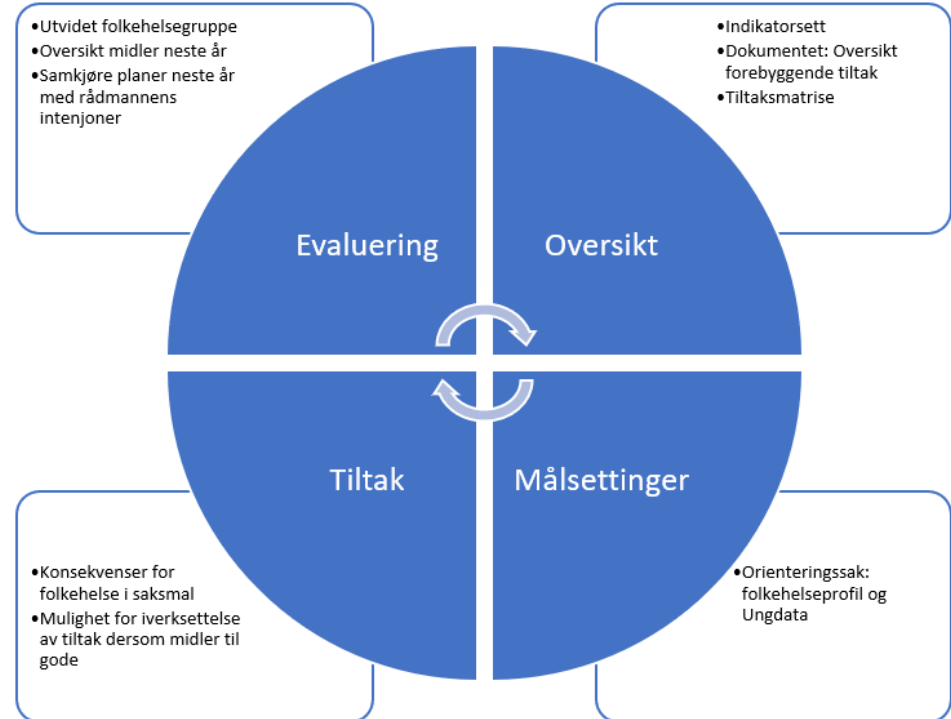 •Utvidet folkehelsegruppe
•Oversikt midler neste år
•Samkjøre planer neste år
med rådmannens
intenjoner
•Indikatorsett
•Dokumentet: Oversikt
forebyggende tiltak
•Tiltaksmatrise
Evaluering
Oversikt
Tiltak
Målsettinger
•Konsekvenser for
folkehelse i saksmal
•Mulighet for iverksettelse
av tiltak dersom midler til
gode
•Orienteringssak:
folkehelseprofil og
Ungdata